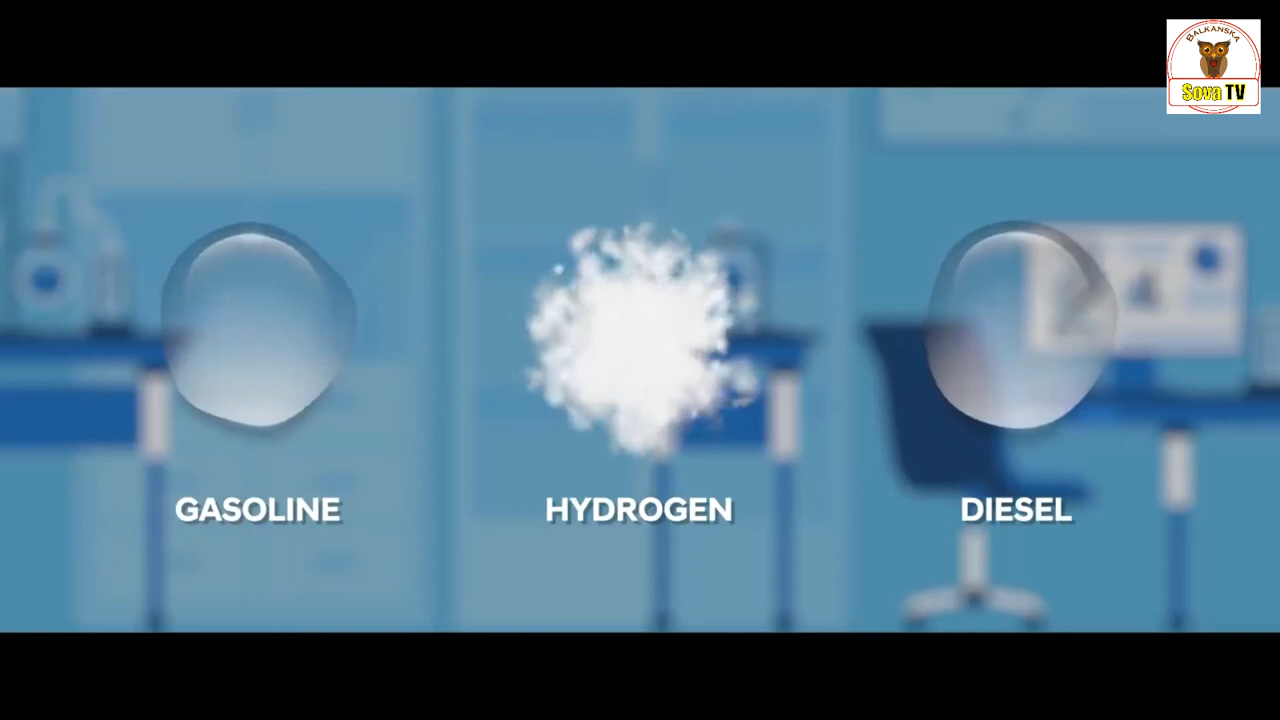 BALKANSKA
Sova TV
GASOLINE
HYDROGEN
DIESEL